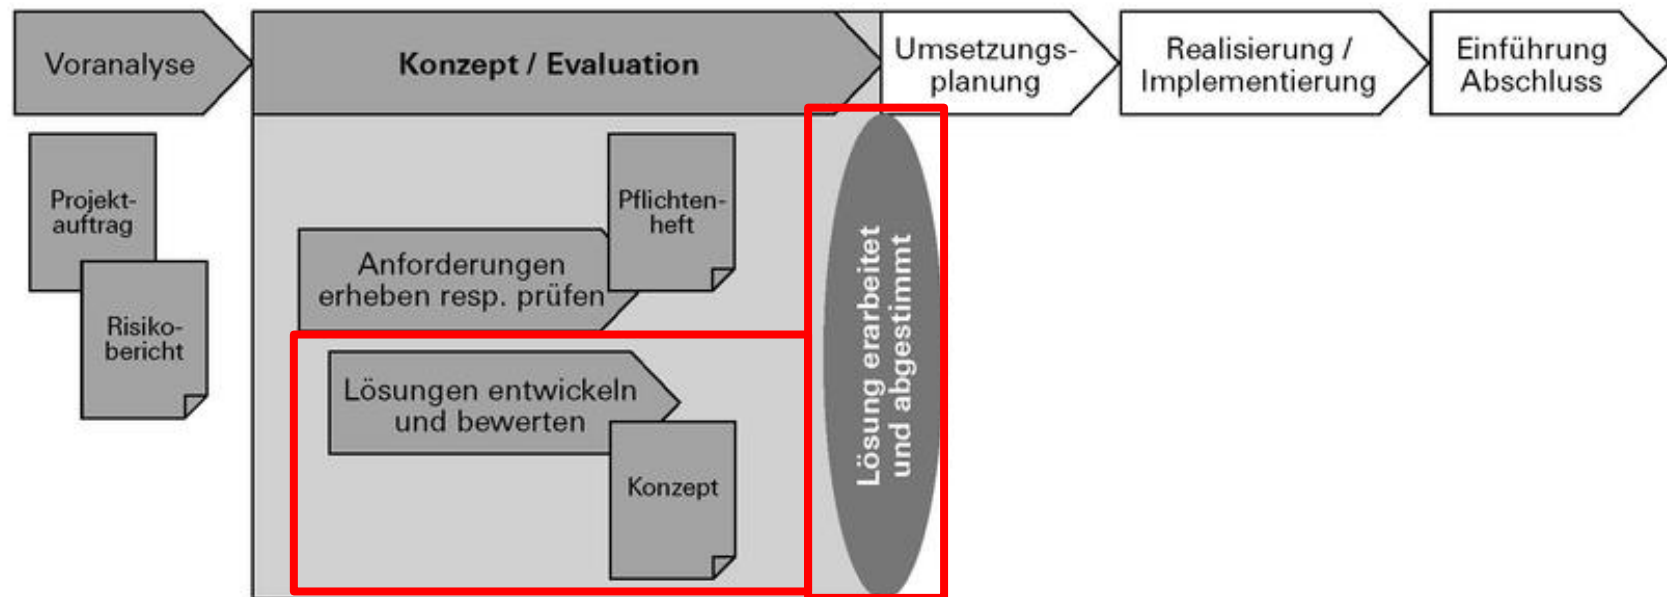 Voranalyse
Konzept / Evaluation
Umsetzungs-
planung
Realisierung /
Implementierung
Einführung
Abschluss
Projekt-
auftrag
Risiko-
bericht
Pflichten-
heft
Anforderungen
erheben resp. prüfen
Lösungen entwickeln
und bewerten
Konzept
Lösung erarbeitet
und abgestimmt